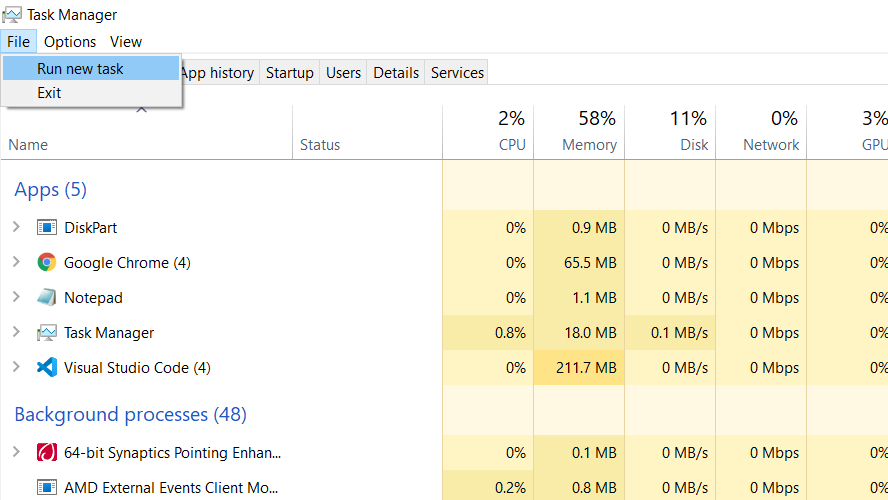 Task Manager
File Options View
Run new task
Exit
App history Startup Users Details Services
2% 58% 11% 0% 3%
Name Status CPU Memory Disk Network GPU
Apps (5)
DiskPart 0% 0.9 MB 0 MB/s 0 Mbps 0%
Google Chrome (4) 0% 65.5 MB 0 MB/s 0 Mbps 0%
Notepad 0% 1.1 MB 0 MB/s 0 Mbps 0%
Task Manager 0.8% 18.0 MB 0.1 MB/s 0 Mbps 0%
Visual Studio Code (4) 0% 211.7 MB 0 MB/s 0 Mbps 0%
Background processes (48)
64-bit Synaptics Pointing Enhan... 0% 0.1 MB 0 MB/s 0 Mbps 0%
AMD External Events Client Mo... 0.2% 0.8 MB 0 MB/s 0 Mbps 0%